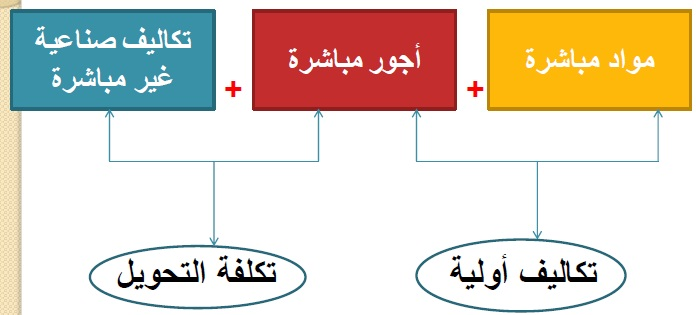 مواد مباشرة
+
أجور مباشرة
+
تكاليف صناعية
غير مباشرة
تكاليف أولية
تكلفة التحويل